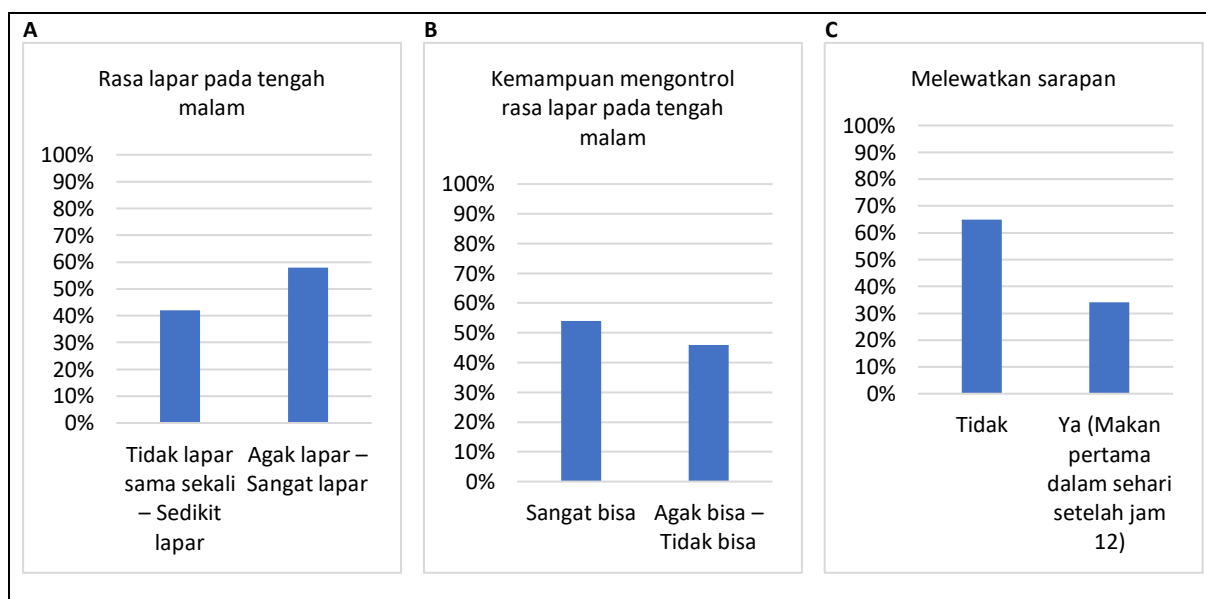 A
Rasa lapar pada tengah
malam
100%
90%
80%
70%
60%
50%
40%
30%
20%
10%
0%
Tidak lapar
sama sekali
– Sedikit
lapar
Agak lapar –
Sangat lapar
B
Kemampuan mengontrol
rasa lapar pada tengah
malam
100%
90%
80%
70%
60%
50%
40%
30%
20%
10%
0%
Sangat bisa
Agak bisa –
Tidak bisa
C
Melewatkan sarapan
100%
90%
80%
70%
60%
50%
40%
30%
20%
10%
0%
Tidak
Ya (Makan
pertama
dalam sehari
setelah jam
12)